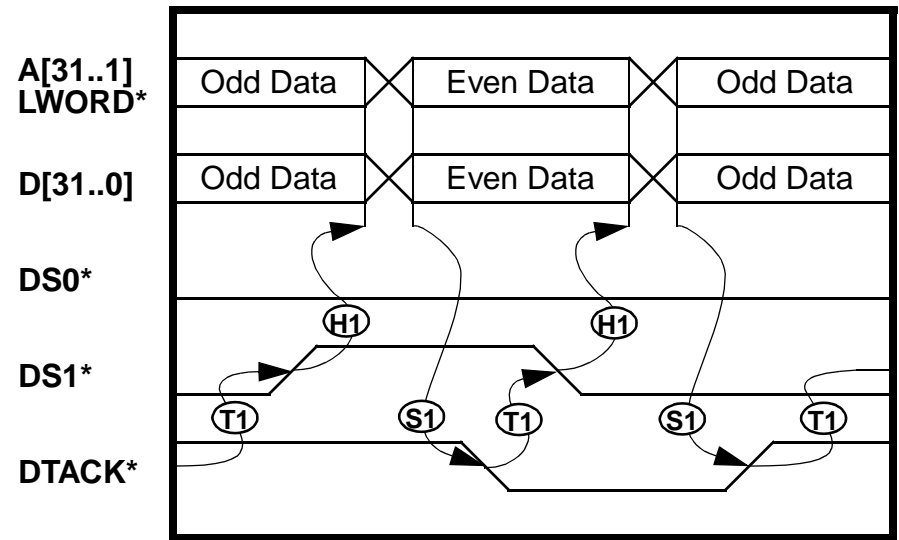 A[31..1]
LWORD*
Odd Data Even Data Odd Data
D[31..0]
Odd Data Even Data Odd Data
DS0*
H1 H1
DS1*
T1 S1 T1 S1 T1
DTACK*